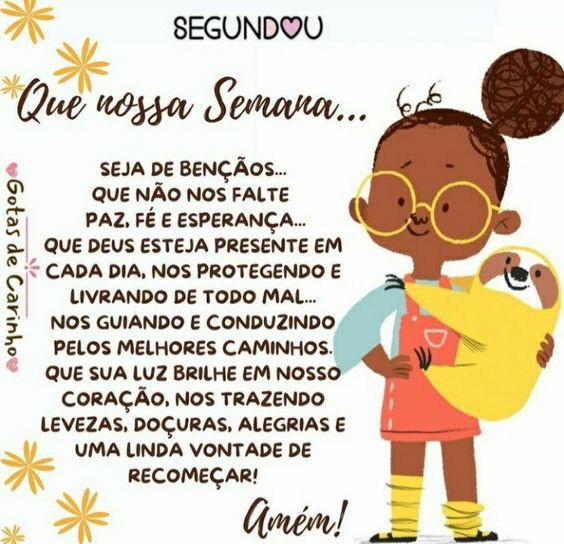 SEGUNDOU
Que nossa Semana...
SEJA DE BENÇÃOS...
QUE NÃO NOS FALTE
PAZ, FÉ E ESPERANÇA...
QUE DEUS ESTEJA PRESENTE EM
CADA DIA, NOS PROTEGENDO E
LIVRANDO DE TODO MAL...
NOS GUIANDO E CONDUZINDO
PELOS MELHORES CAMINHOS.
QUE SUA LUZ BRILHE EM NOSSO
CORAÇÃO, NOS TRAZENDO
LEVEZAS, DOÇURAS, ALEGRIAS E
UMA LINDA VONTADE DE
RECOMEÇAR!
Amém!
Gotas de Carinho